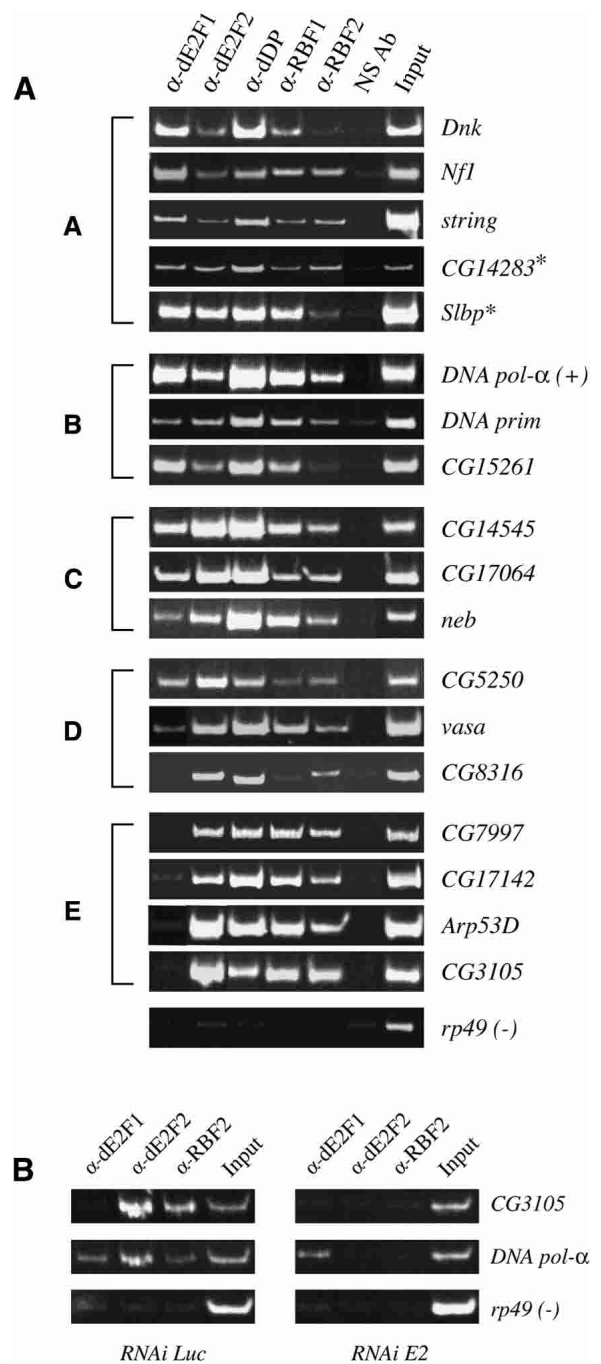 A
α-dE2F1 α-dE2F2 α-dDP α-RBF1 α-RBF2 NS Ab Input
A
Dnk
Nf1
string
CG14283*
Slbp*
B
DNA pol-α (+)
DNA prim
CG15261
C
CG14545
CG17064
neb
D
CG5250
vasa
CG8316
E
CG7997
CG17142
Arp53D
CG3105
rp49 (-)
B
α-dE2F1 α-dE2F2 α-RBF2 Input α-dE2F1 α-dE2F2 α-RBF2 Input
CG3105
DNA pol-α
rp49 (-)
RNAi Luc RNAi E2